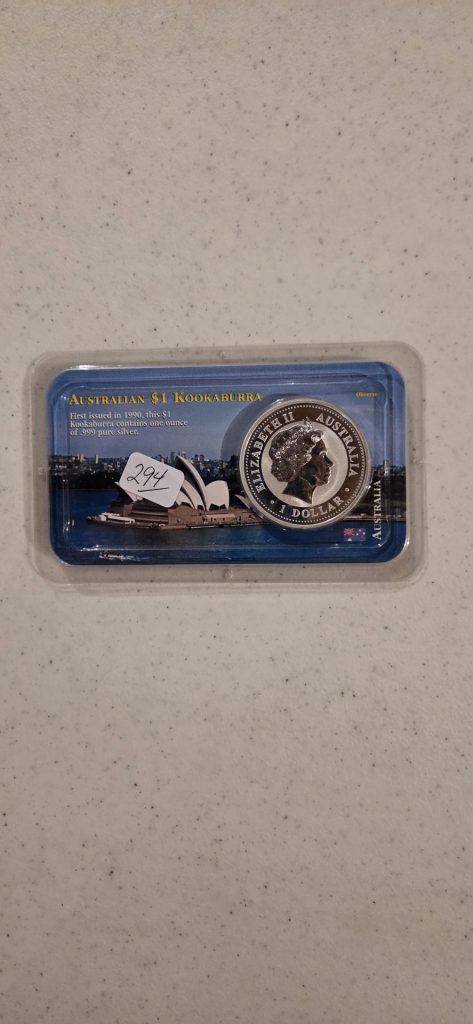 AUSTRALIAN $1 KOOKABURRA
Obverse
First issued in 1990, this $1
Kookaburra contains one ounce
of .999 pure silver.
294
ELIZABETH II AUSTRALIA
1 DOLLAR
AUSTRALIA